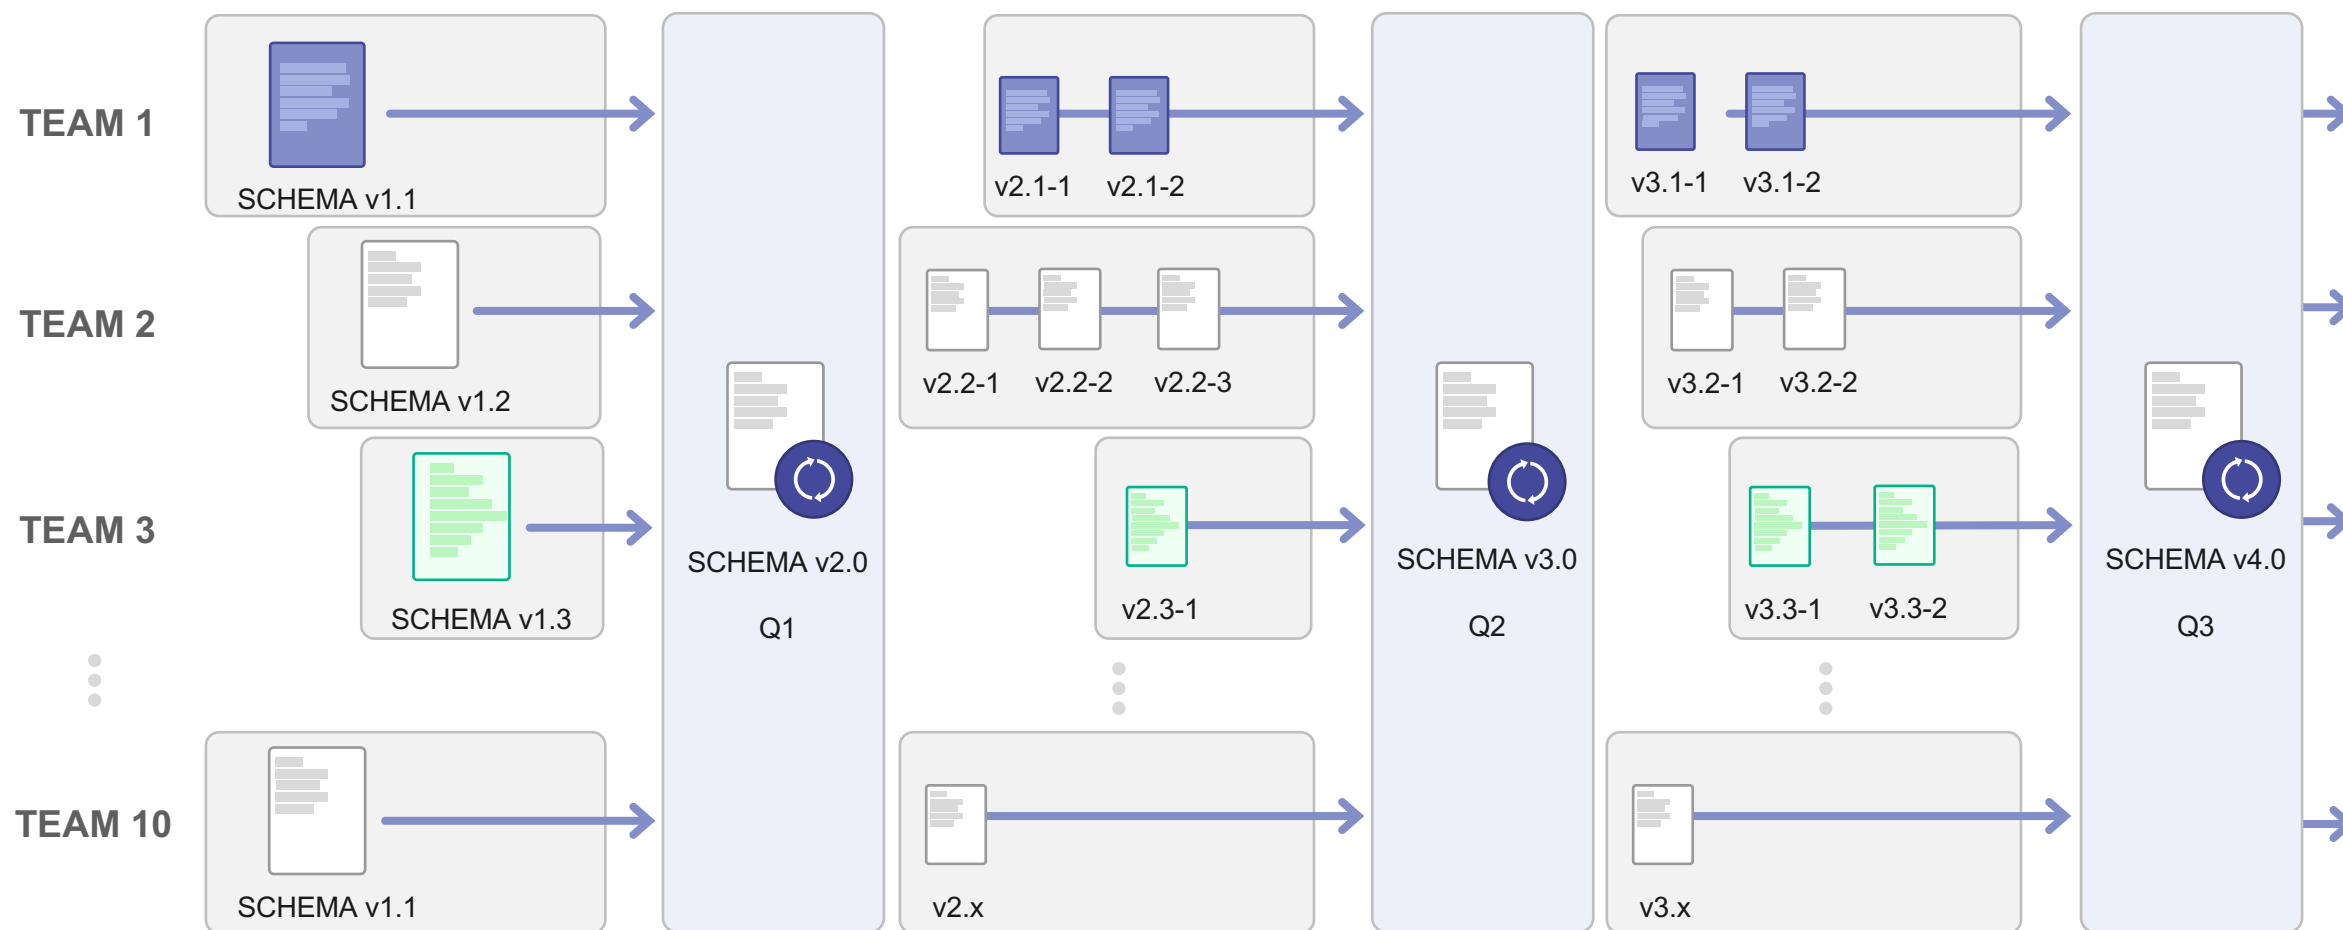 TEAM 1
SCHEMA v1.1
v2.1-1 v2.1-2
v3.1-1 v3.1-2
TEAM 2
SCHEMA v1.2
v2.2-1 v2.2-2 v2.2-3
v3.2-1 v3.2-2
TEAM 3
SCHEMA v1.3
SCHEMA v2.0
Q1
v2.3-1
SCHEMA v3.0
Q2
v3.3-1 v3.3-2
SCHEMA v4.0
Q3
TEAM 10
SCHEMA v1.1
v2.x
v3.x